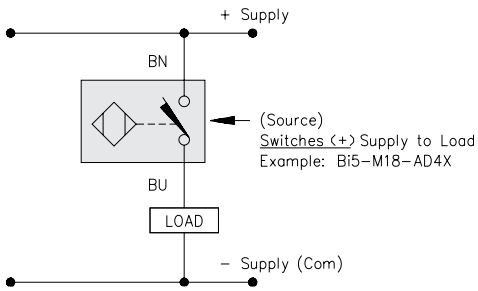 + Supply
BN
(Source)
Switches (+) Supply to Load
Example: Bi5-M18-AD4X
BU
LOAD
- Supply (Com)